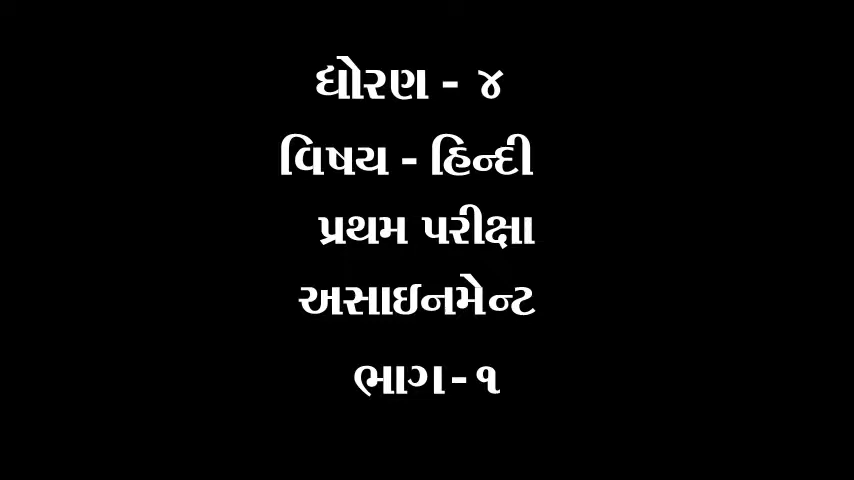 ધોરણ - ૪
વિષય - હિન્દી
પ્રથમ પરીક્ષા
અસાઇનમેન્ટ
ભાગ - ૧